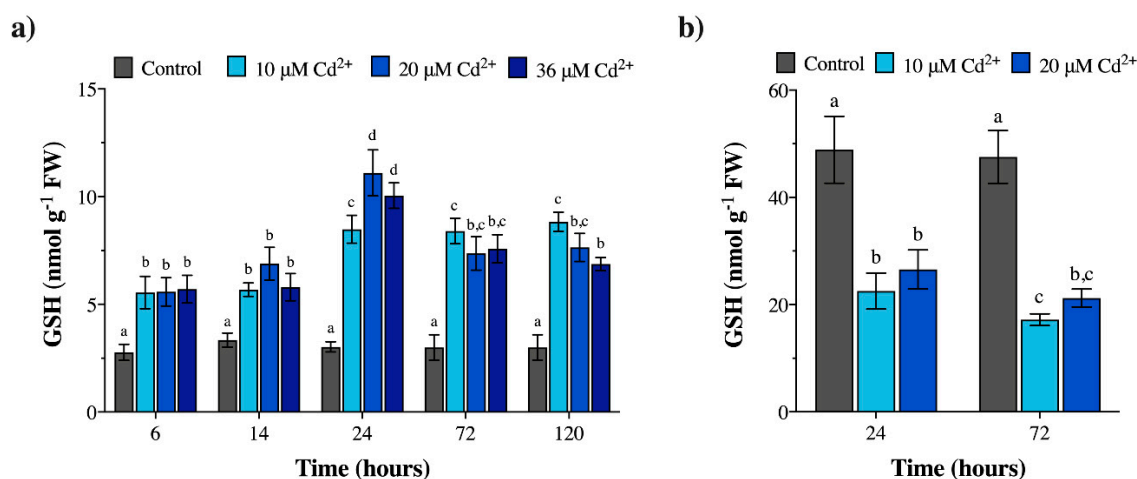 a)
Control 10 μM Cd²⁺ 20 μM Cd²⁺ 36 μM Cd²⁺
GSH (nmol g⁻¹ FW)
15
10
5
0
a b b b
a b b b
a c d d
a c b,c b,c
a c b,c b
6 14 24 72 120
Time (hours)
b)
Control 10 μM Cd²⁺ 20 μM Cd²⁺
GSH (nmol g⁻¹ FW)
60
40
20
0
a b b
a c b,c
24 72
Time (hours)